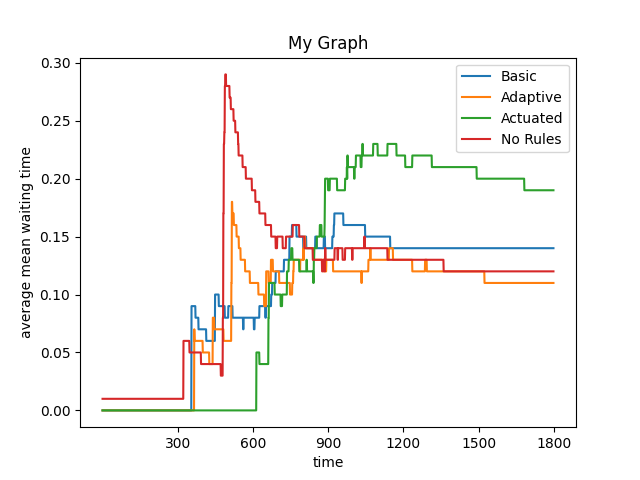 My Graph
0.30
0.25
0.20
0.15
0.10
0.05
0.00
average mean waiting time
Basic
Adaptive
Actuated
No Rules
300 600 900 1200 1500 1800
time